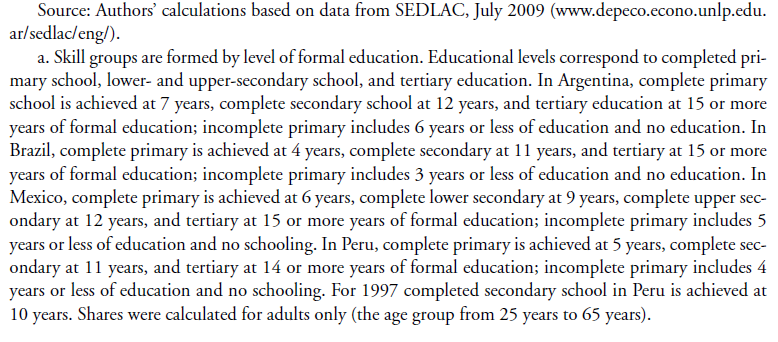 Source: Authors’ calculations based on data from SEDLAC, July 2009 (www.depeco.econo.unlp.edu.
ar/sedlac/eng/).
a. Skill groups are formed by level of formal education. Educational levels correspond to completed pri-
mary school, lower- and upper-secondary school, and tertiary education. In Argentina, complete primary
school is achieved at 7 years, complete secondary school at 12 years, and tertiary education at 15 or more
years of formal education; incomplete primary includes 6 years or less of education and no education. In
Brazil, complete primary is achieved at 4 years, complete secondary at 11 years, and tertiary at 15 or more
years of formal education; incomplete primary includes 3 years or less of education and no education. In
Mexico, complete primary is achieved at 6 years, complete lower secondary at 9 years, complete upper sec-
ondary at 12 years, and tertiary at 15 or more years of formal education; incomplete primary includes 5
years or less of education and no schooling. In Peru, complete primary is achieved at 5 years, complete sec-
ondary at 11 years, and tertiary at 14 or more years of formal education; incomplete primary includes 4
years or less of education and no schooling. For 1997 completed secondary school in Peru is achieved at
10 years. Shares were calculated for adults only (the age group from 25 years to 65 years).